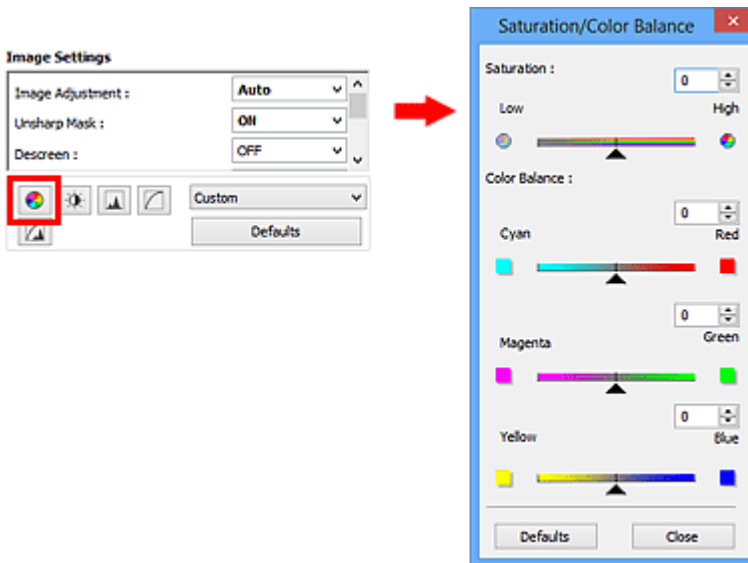 Image Settings
Image Adjustment : Auto
Unsharp Mask : ON
Descreen : OFF
Custom
Defaults
Saturation/Color Balance
Saturation : 0
Low High
Color Balance :
0
Cyan Red
0
Magenta Green
0
Yellow Blue
Defaults Close